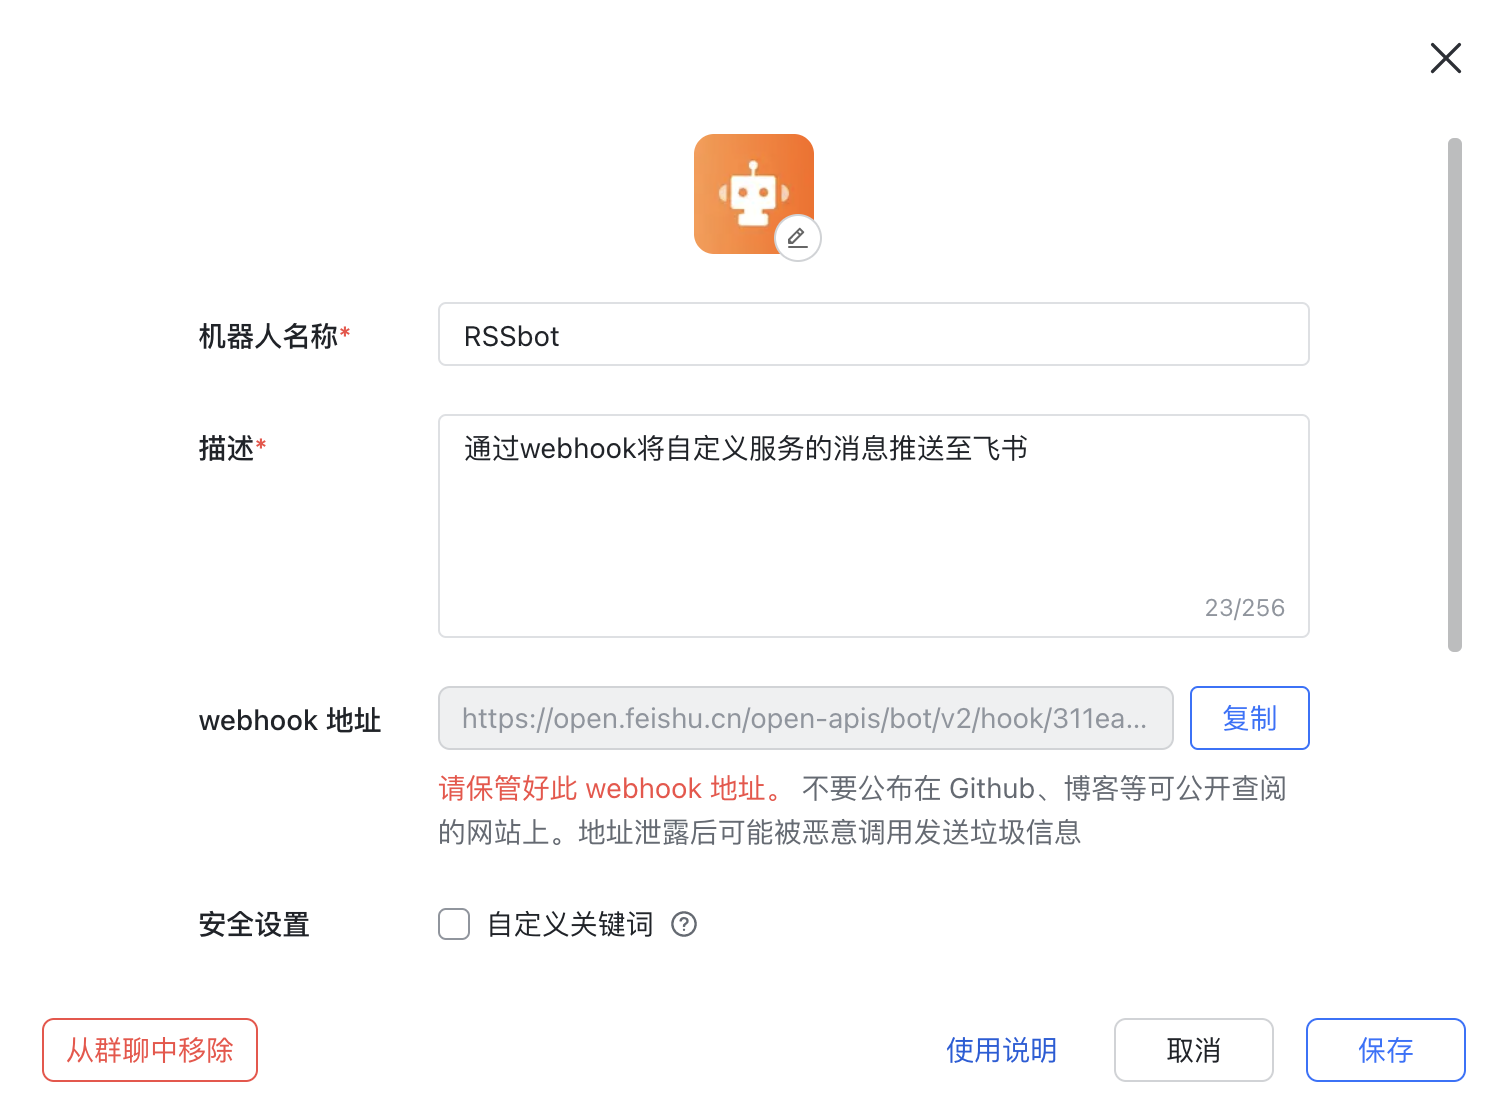 机器人名称*
RSSbot
描述*
通过webhook将自定义服务的消息推送至飞书
23/256
webhook 地址
https://open.feishu.cn/open-apis/bot/v2/hook/311ea...
复制
请保管好此 webhook 地址。 不要公布在 Github、博客等可公开查阅
的网站上。地址泄露后可能被恶意调用发送垃圾信息
安全设置
自定义关键词 ?
从群聊中移除
使用说明
取消
保存